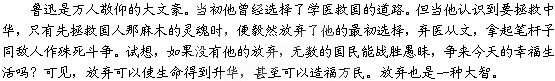 鲁迅是万人敬仰的大文豪。当初他曾经选择了学医救国的道路。但当他认识到要拯救中
华，只有先拯救国人那麻木的灵魂时，便毅然放弃了他的最初选择，弃医从文，拿起笔杆子
同敌人作殊死斗争。试想，如果没有他的放弃，无数的国民能战胜愚昧，争来今天的幸福生
活吗？可见，放弃可以使生命得到升华，甚至可以造福万民。放弃也是一种大智。